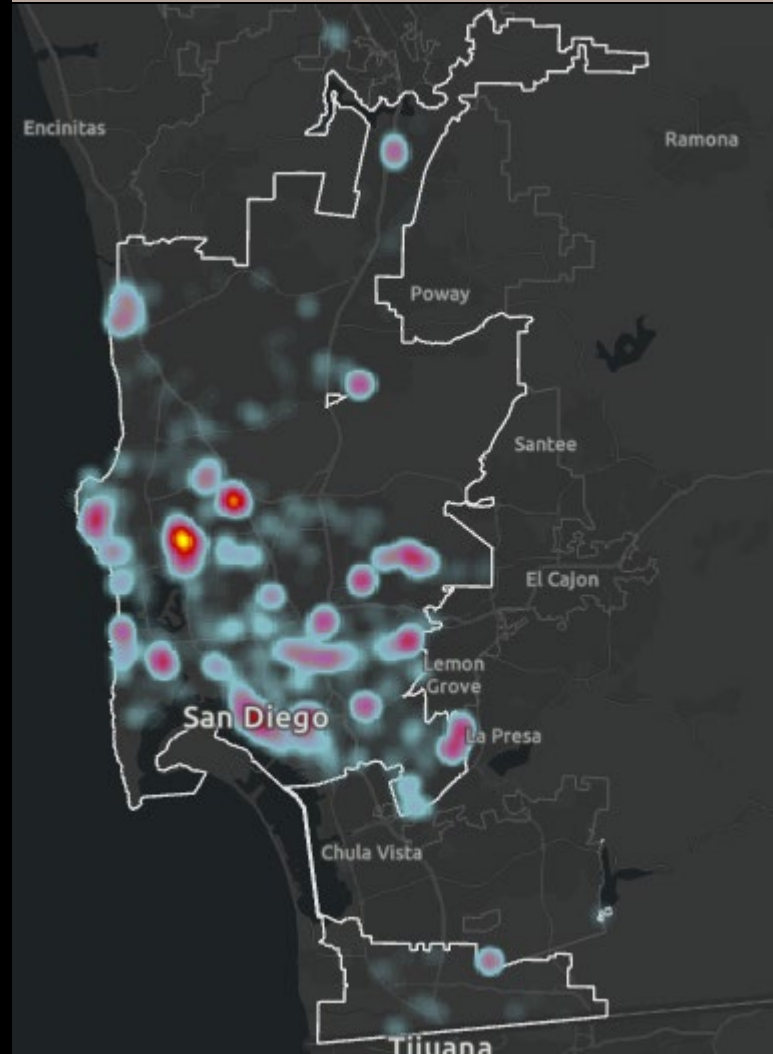 Encinitas
Ramona
Poway
Santee
El Cajon
Lemon
Grove
San Diego
La Presa
Chula Vista
Tijuana